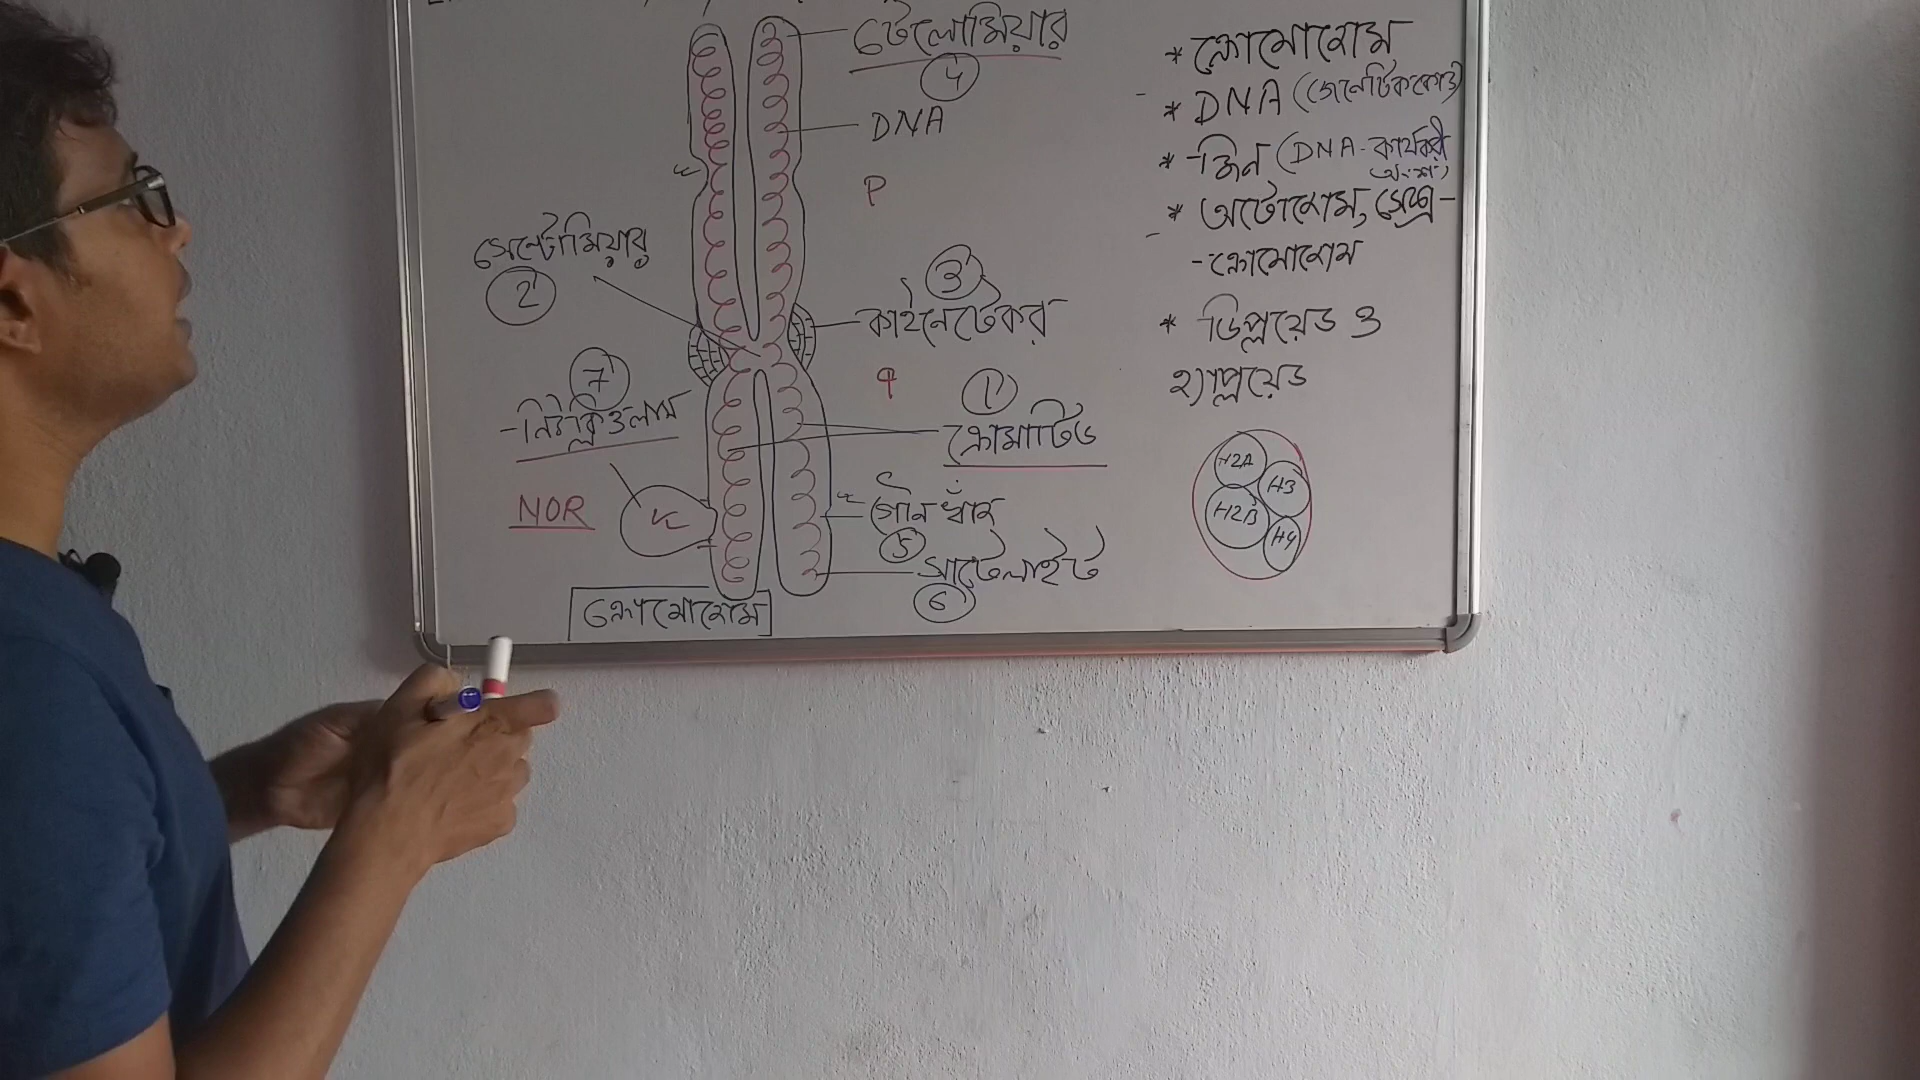 টেলোমিয়ার
4
DNA
P
সেন্ট্রোমিয়ার
2
3
কাইনেটোকর
q
7
নিউক্লিওলাস
1
ক্রোমাটিড
NOR
গৌন খাঁজ
5
স্যাটেলাইট
6
ক্রোমোসোম
* ক্রোমোসোম
* DNA (জেনেটিক কোড)
* জিন (DNA-কার্যকরী
অংশ)
* অটোসোম, সেক্স-
-ক্রোমোসোম
* ডিপ্লয়েড ও
হ্যাপ্লয়েড
H2A
H3
H2B
H4